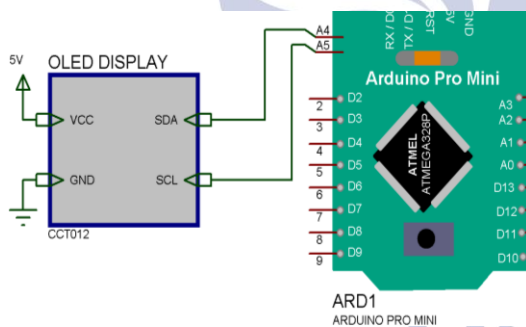 5V
OLED DISPLAY
VCC
SDA
GND
SCL
CCT012
A4
A5
TX /
RX / D
RST
5V
GND
Arduino Pro Mini
2
D2
3
D3
4
D4
5
D5
6
D6
7
D7
8
D8
9
D9
ATMEL
ATMEGA328P
A3
A2
A1
A0
D13
D12
D11
D10
ARD1
ARDUINO PRO MINI